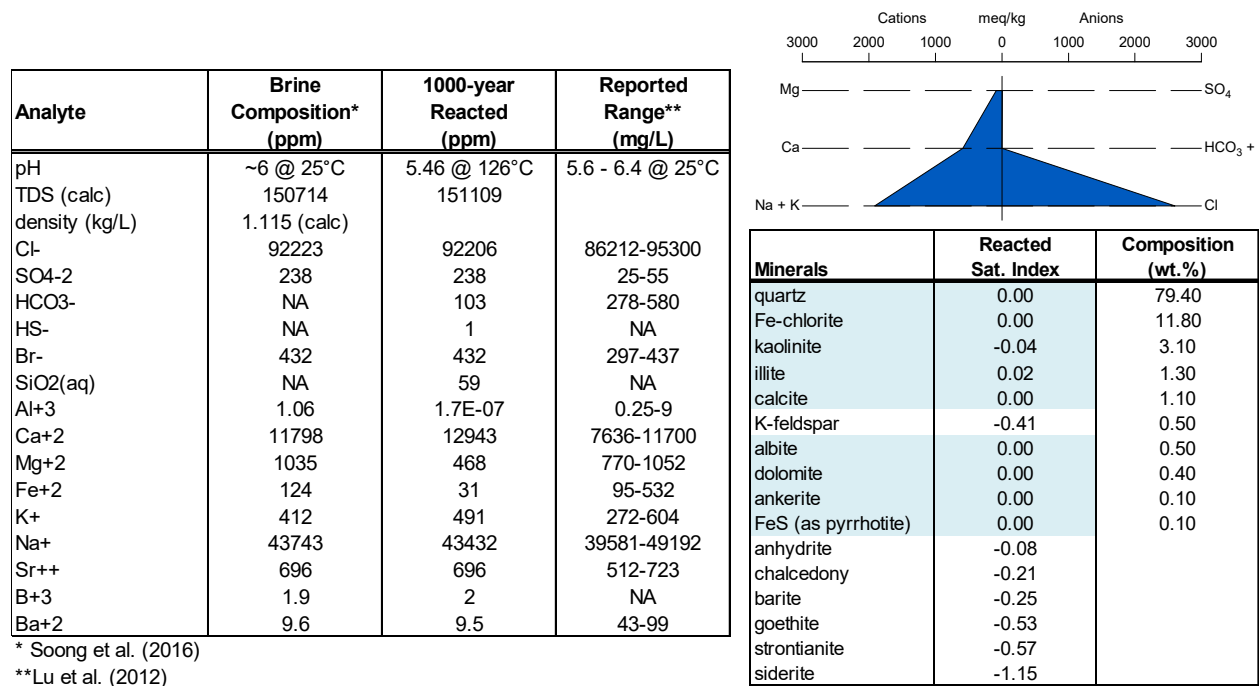 Analyte Brine Composition* (ppm) 1000-year Reacted (ppm) Reported Range** (mg/L)
pH ~6 @ 25°C 5.46 @ 126°C 5.6 - 6.4 @ 25°C
TDS (calc) 150714 151109
density (kg/L) 1.115 (calc)
Cl- 92223 92206 86212-95300
SO4-2 238 238 25-55
HCO3- NA 103 278-580
HS- NA 1 NA
Br- 432 432 297-437
SiO2(aq) NA 59 NA
Al+3 1.06 1.7E-07 0.25-9
Ca+2 11798 12943 7636-11700
Mg+2 1035 468 770-1052
Fe+2 124 31 95-532
K+ 412 491 272-604
Na+ 43743 43432 39581-49192
Sr++ 696 696 512-723
B+3 1.9 2 NA
Ba+2 9.6 9.5 43-99
* Soong et al. (2016)
**Lu et al. (2012)
Cations meq/kg Anions
3000 2000 1000 0 1000 2000 3000
Mg SO₄
Ca HCO₃ +
Na + K Cl
Minerals Reacted Sat. Index Composition (wt.%)
quartz 0.00 79.40
Fe-chlorite 0.00 11.80
kaolinite -0.04 3.10
illite 0.02 1.30
calcite 0.00 1.10
K-feldspar -0.41 0.50
albite 0.00 0.50
dolomite 0.00 0.40
ankerite 0.00 0.10
FeS (as pyrrhotite) 0.00 0.10
anhydrite -0.08
chalcedony -0.21
barite -0.25
goethite -0.53
strontianite -0.57
siderite -1.15